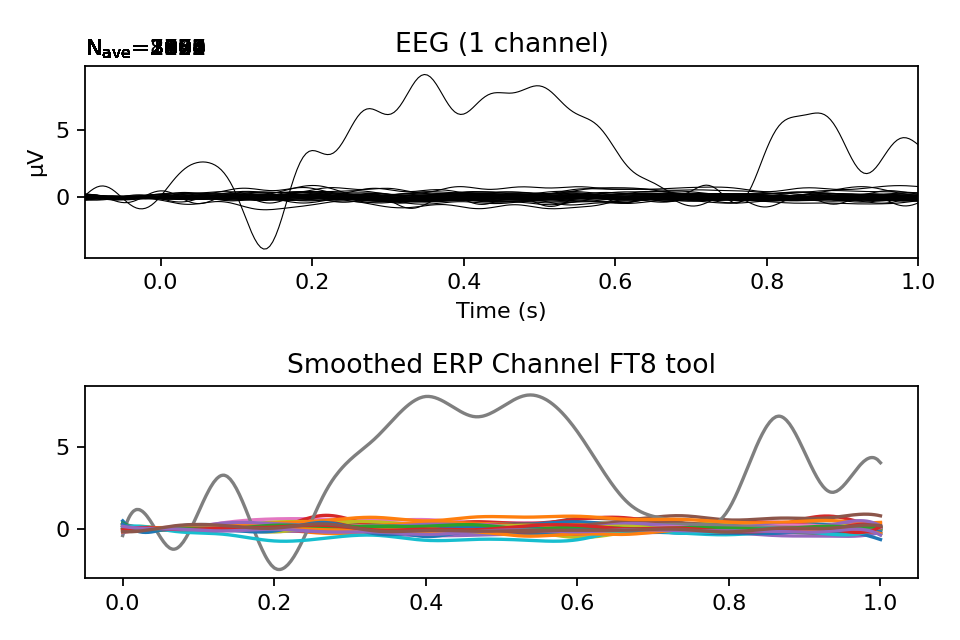 N_ave=
EEG (1 channel)
5
0
µV
0.0 0.2 0.4 0.6 0.8 1.0
Time (s)
Smoothed ERP Channel FT8 tool
5
0
0.0 0.2 0.4 0.6 0.8 1.0